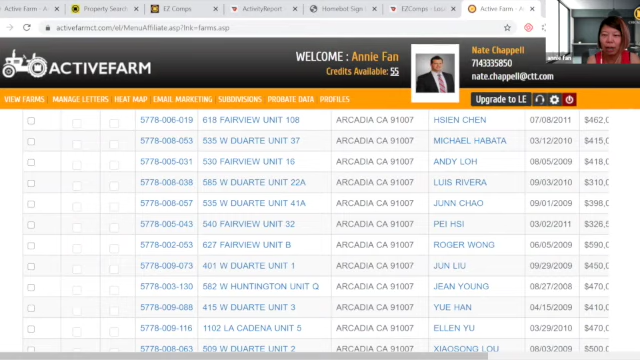 Active Farm
Property Search
EZ Comps
ActivityReport
Homebot Sign
EZComps - Lau
Active Farm -
activefarmct.com/el/MenuAffiliate.asp?lnk=farms.asp
ACTIVEFARM
WELCOME : Annie Fan
Credits Available: 55
Nate Chappell
7143335850
nate.chappell@ctt.com
annie Fan
VIEW FARMS MANAGE LETTERS HEAT MAP EMAIL MARKETING SUBDIVISIONS PROBATE DATA PROFILES
Upgrade to LE
5778-006-019 618 FAIRVIEW UNIT 108 ARCADIA CA 91007 HSIEN CHEN 07/08/2011 $462,0
5778-008-053 535 W DUARTE UNIT 37 ARCADIA CA 91007 MICHAEL HABATA 03/12/2010 $415,0
5778-005-031 530 FAIRVIEW UNIT 16 ARCADIA CA 91007 ANDY LOH 08/05/2009 $418,0
5778-008-038 585 W DUARTE UNIT 22A ARCADIA CA 91007 LUIS RIVERA 09/03/2010 $310,0
5778-008-057 535 W DUARTE UNIT 41A ARCADIA CA 91007 JUNN CHAO 09/01/2009 $398,0
5778-005-043 540 FAIRVIEW UNIT 32 ARCADIA CA 91007 PEI HSI 03/02/2011 $326,5
5778-002-053 627 FAIRVIEW UNIT B ARCADIA CA 91007 ROGER WONG 06/05/2009 $590,0
5778-009-073 401 W DUARTE UNIT 1 ARCADIA CA 91007 JUN LIU 09/29/2009 $450,0
5778-003-130 582 W HUNTINGTON UNIT Q ARCADIA CA 91007 JEAN YOUNG 08/27/2008 $470,0
5778-009-088 415 W DUARTE UNIT 3 ARCADIA CA 91007 YUE HAN 04/15/2009 $410,0
5778-009-116 1102 LA CADENA UNIT 5 ARCADIA CA 91007 ELLEN YU 03/29/2010 $470,0
5778-008-063 509 W DUARTE UNIT 2 ARCADIA CA 91007 XIAOSONG LOU 08/03/2009 $500,0